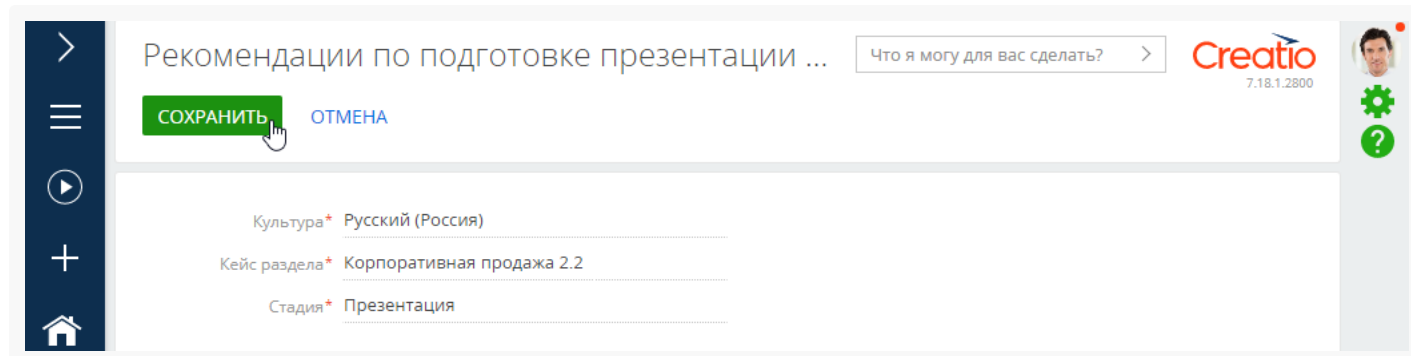 Рекомендации по подготовке презентации ...
Что я могу для вас сделать?
Creatio
7.18.1.2800
СОХРАНИТЬ
ОТМЕНА
?
Культура* Русский (Россия)
Кейс раздела* Корпоративная продажа 2.2
Стадия* Презентация